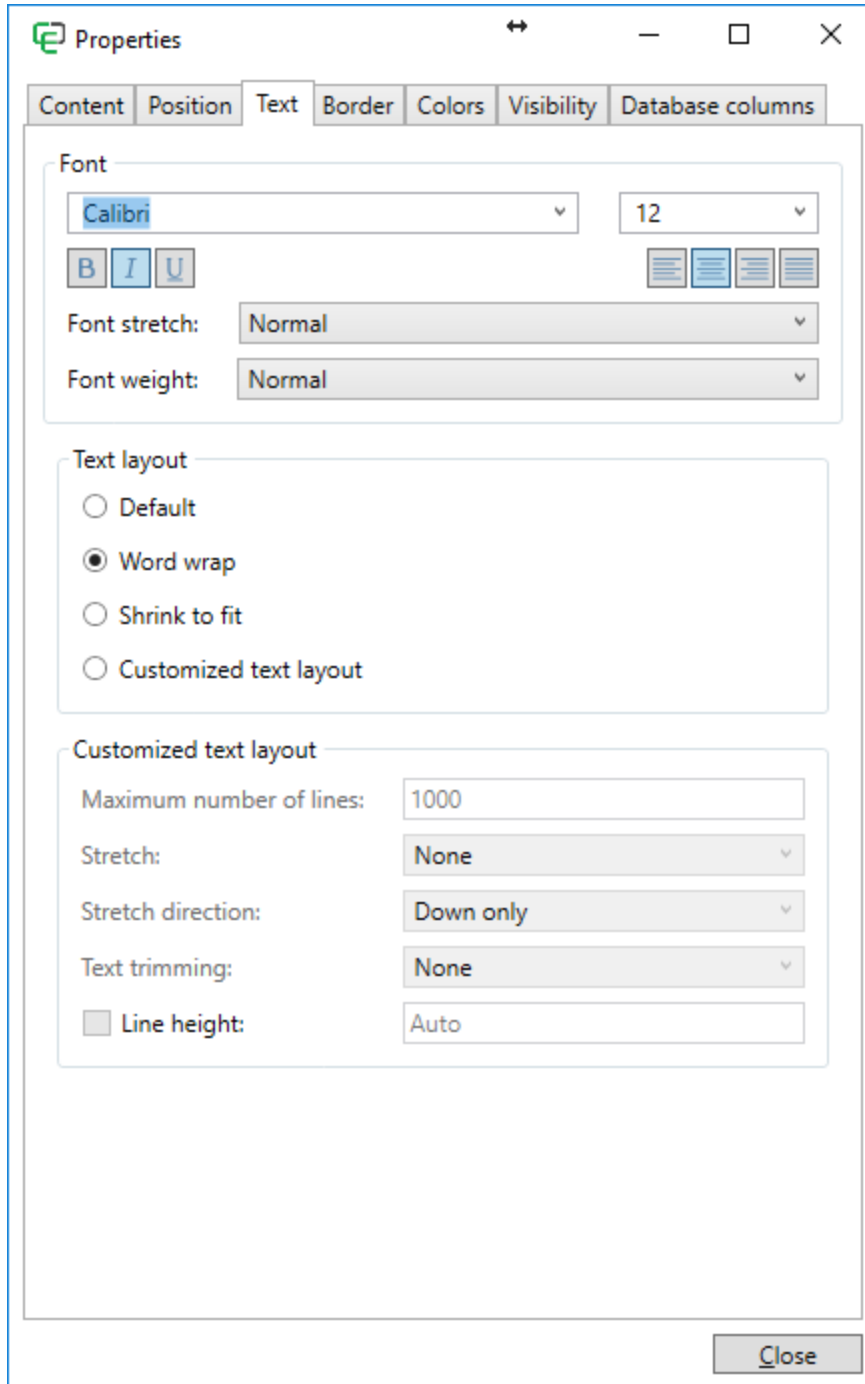 Properties
Content Position Text Border Colors Visibility Database columns
Font
Calibri 12
B I U
Font stretch: Normal
Font weight: Normal
Text layout
Default
Word wrap
Shrink to fit
Customized text layout
Customized text layout
Maximum number of lines: 1000
Stretch: None
Stretch direction: Down only
Text trimming: None
Line height: Auto
Close